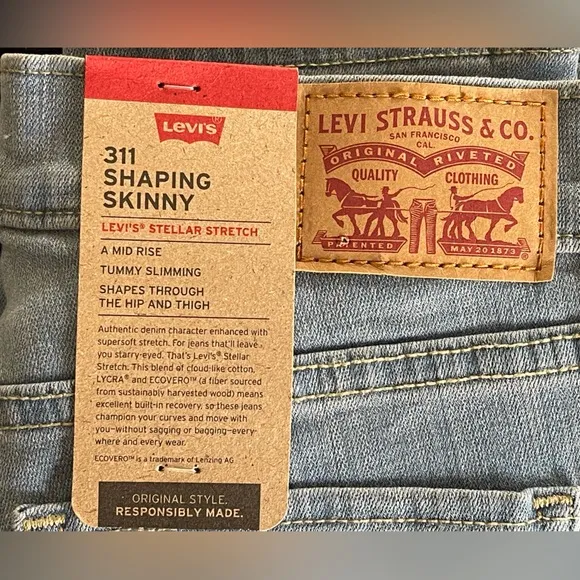 Levi's®
311
SHAPING
SKINNY
LEVI'S® STELLAR STRETCH
A MID RISE
TUMMY SLIMMING
SHAPES THROUGH
THE HIP AND THIGH
Authentic denim character enhanced with
supersoft stretch. For jeans that'll leave
you starry-eyed. That's Levi's® Stellar
Stretch. This blend of cloud-like cotton,
LYCRA® and ECOVERO™ (a fiber sourced
from sustainably harvested wood) means
excellent built-in recovery, so these jeans
champion your curves and move with
you–without sagging or bagging–every-
where and every wear.
ECOVERO™ is a trademark of Lenzing AG
ORIGINAL STYLE.
RESPONSIBLY MADE.
LEVI STRAUSS & CO.
SAN FRANCISCO
CAL.
ORIGINAL RIVETED
QUALITY CLOTHING
PATENTED MAY 20 1873
®